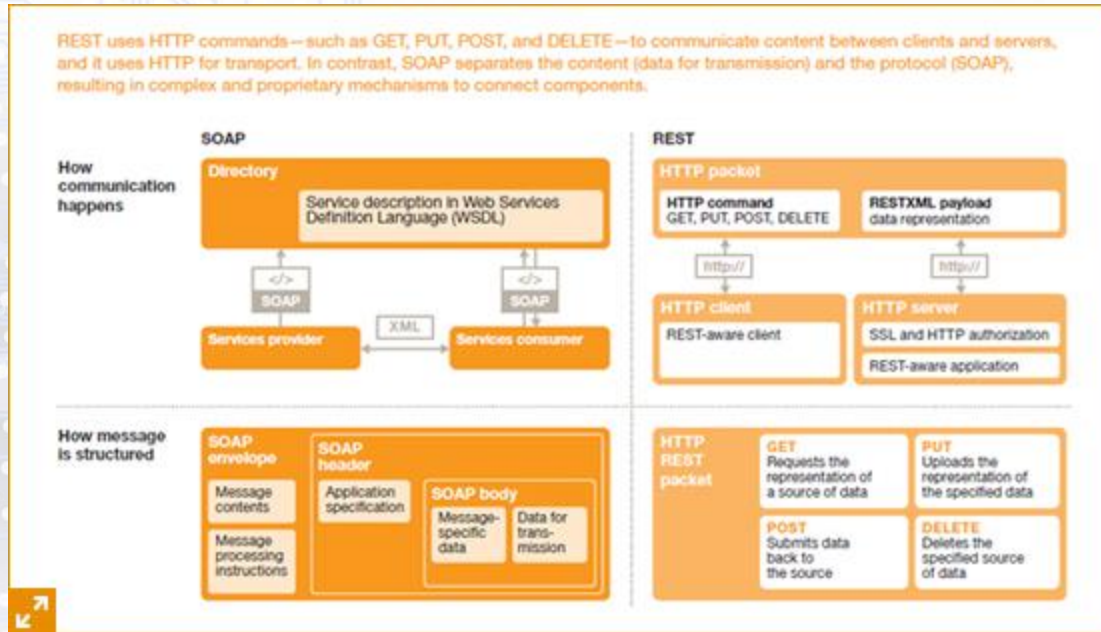 REST uses HTTP commands—such as GET, PUT, POST, and DELETE—to communicate content between clients and servers,
and it uses HTTP for transport. In contrast, SOAP separates the content (data for transmission) and the protocol (SOAP),
resulting in complex and proprietary mechanisms to connect components.
SOAP
REST
How
communication
happens
Directory
Service description in Web Services
Definition Language (WSDL)
</>
SOAP
</>
SOAP
XML
Services provider
Services consumer
HTTP packet
HTTP command
GET, PUT, POST, DELETE
RESTXML payload
data representation
http://
http://
HTTP client
REST-aware client
HTTP server
SSL and HTTP authorization
REST-aware application
How message
is structured
SOAP
envelope
Message
contents
Message
processing
instructions
SOAP
header
Application
specification
SOAP body
Message-
specific
data
Data for
trans-
mission
HTTP
REST
packet
GET
Requests the
representation of
a source of data
PUT
Uploads the
representation of
the specified data
POST
Submits data
back to
the source
DELETE
Deletes the
specified source
of data